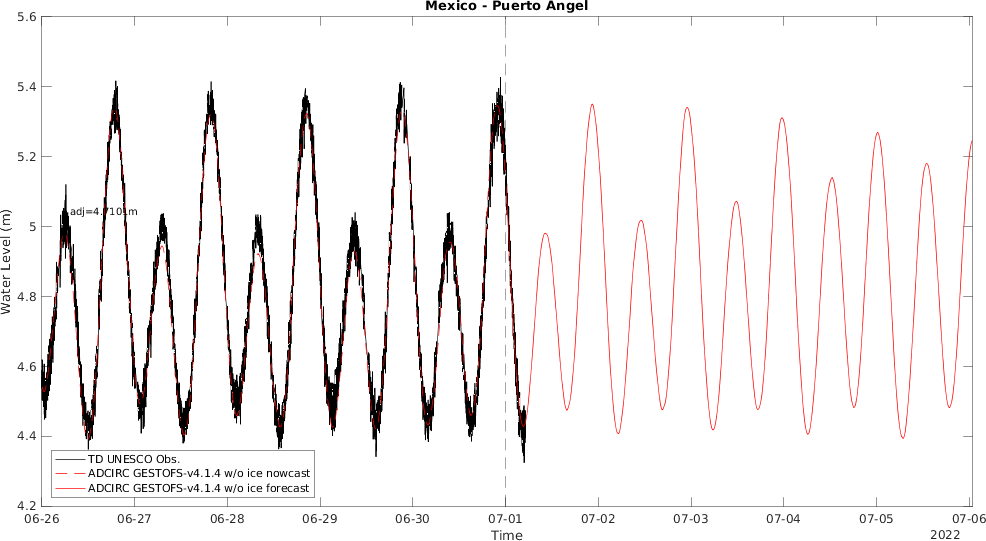 Mexico - Puerto Angel
5.6
5.4
5.2
5
4.8
4.6
4.4
4.2
Water Level (m)
adj=4.7101m
TD UNESCO Obs.
ADCIRC GESTOFS-v4.1.4 w/o ice nowcast
ADCIRC GESTOFS-v4.1.4 w/o ice forecast
06-26 06-27 06-28 06-29 06-30 07-01 07-02 07-03 07-04 07-05 07-06
Time
2022